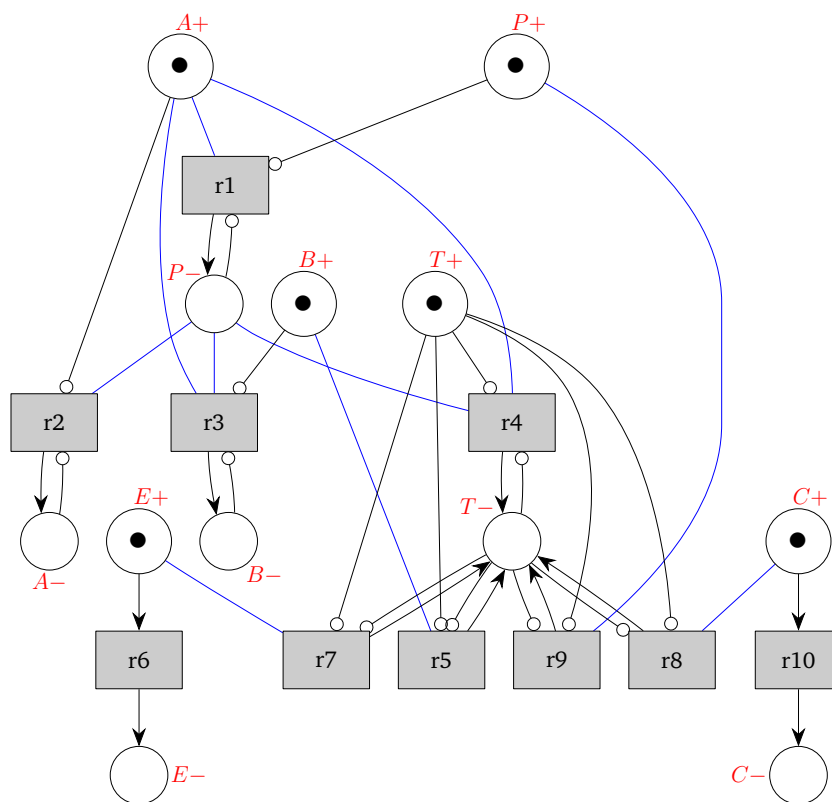 A+
P+
r1
P−
B+
T+
r2
r3
r4
E+
T−
C+
A−
B−
r7
r5
r9
r8
r6
r10
E−
C−